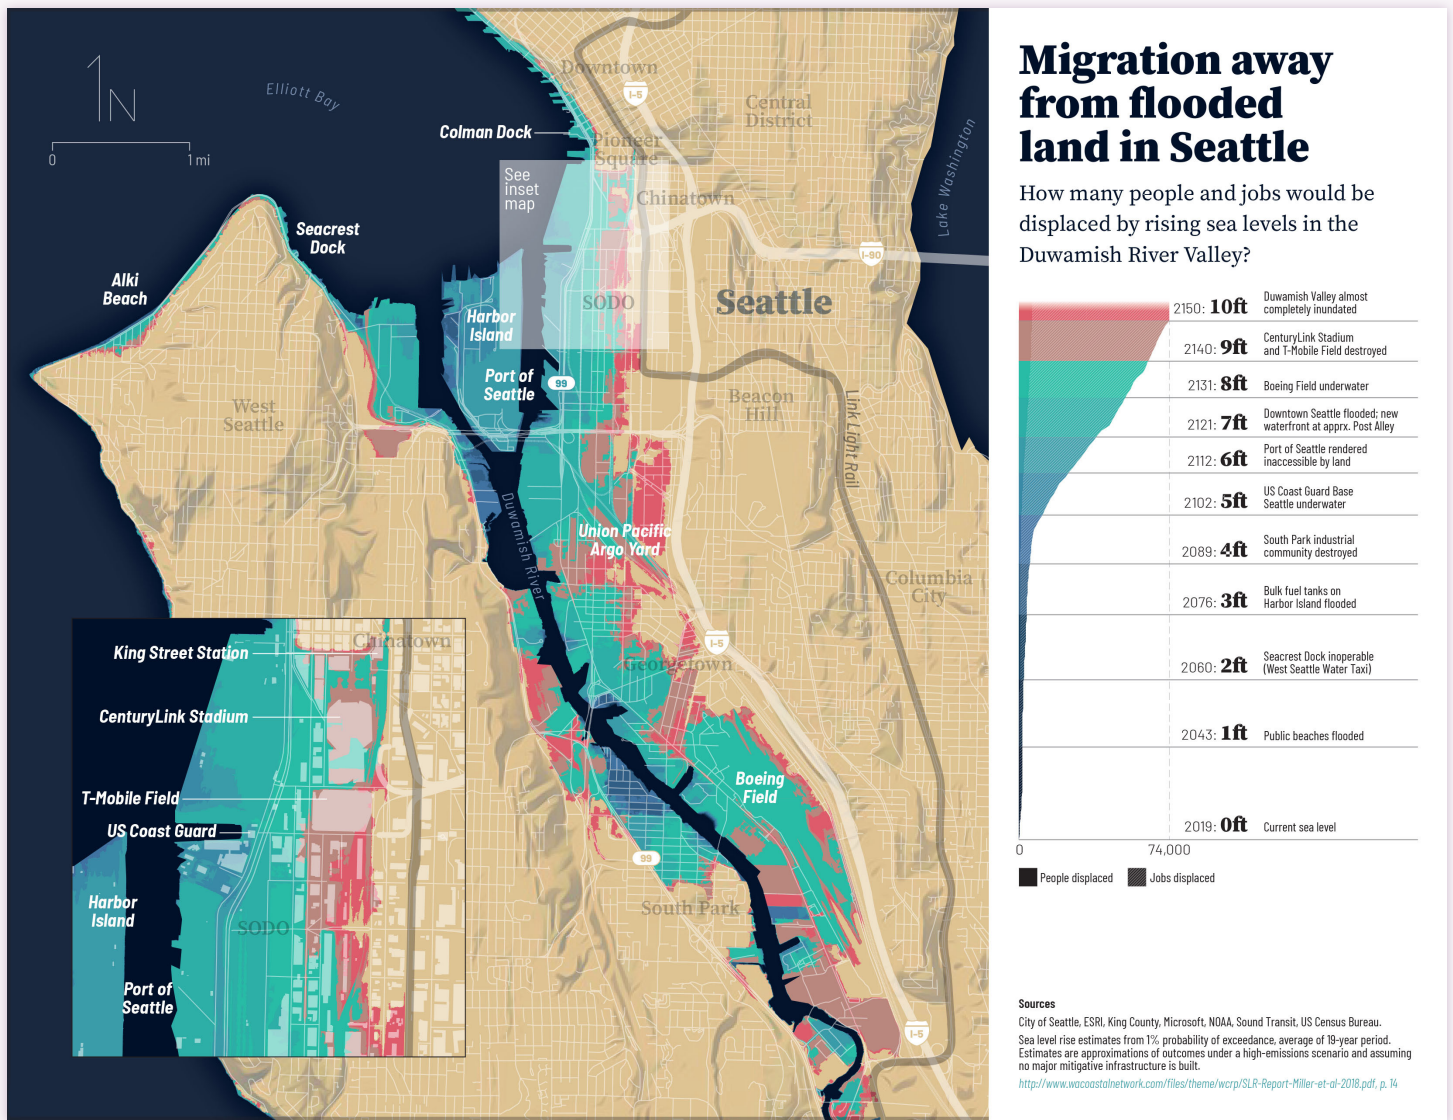 Elliott Bay
1
N
0
1 mi
Downtown
I-5
Central
District
Colman Dock
Pioneer
Square
See
inset
map
Chinatown
Lake Washington
Seacrest
Dock
I-90
Alki
Beach
Harbor
Island
SODO
Seattle
Port of
Seattle
99
West
Seattle
Beacon
Hill
Link Light Rail
Duwamish River
Union Pacific
Argo Yard
Columbia
City
I-5
Georgetown
Boeing
Field
99
South Park
I-5
Chinatown
King Street Station
CenturyLink Stadium
T-Mobile Field
US Coast Guard
Harbor
Island
SODO
Port of
Seattle
Migration away
from flooded
land in Seattle
How many people and jobs would be
displaced by rising sea levels in the
Duwamish River Valley?
2150: 10ft
Duwamish Valley almost
completely inundated
2140: 9ft
CenturyLink Stadium
and T-Mobile Field destroyed
2131: 8ft
Boeing Field underwater
2121: 7ft
Downtown Seattle flooded; new
waterfront at apprx. Post Alley
2112: 6ft
Port of Seattle rendered
inaccessible by land
2102: 5ft
US Coast Guard Base
Seattle underwater
2089: 4ft
South Park industrial
community destroyed
2076: 3ft
Bulk fuel tanks on
Harbor Island flooded
2060: 2ft
Seacrest Dock inoperable
(West Seattle Water Taxi)
2043: 1ft
Public beaches flooded
2019: 0ft
Current sea level
0
74,000
People displaced
Jobs displaced
Sources
City of Seattle, ESRI, King County, Microsoft, NOAA, Sound Transit, US Census Bureau.
Sea level rise estimates from 1% probability of exceedance, average of 19-year period.
Estimates are approximations of outcomes under a high-emissions scenario and assuming
no major mitigative infrastructure is built.
http://www.wacoastalnetwork.com/files/theme/wcrp/SLR-Report-Miller-et-al-2018.pdf, p. 14